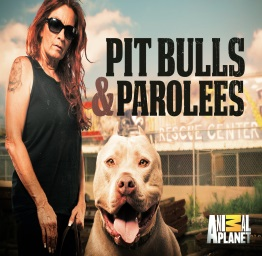 PIT BULLS
& PAROLEES
RESCUE CENTER
ANIMAL
PLANET